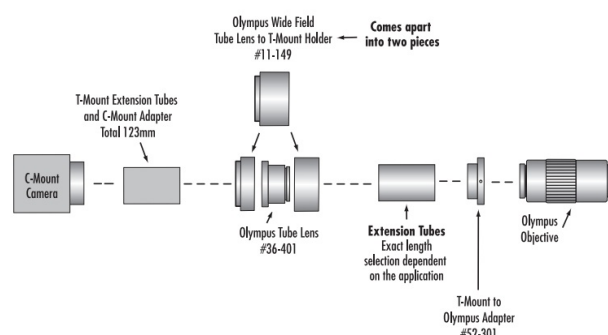 Olympus Wide Field
Tube Lens to T-Mount Holder
#11-149
Comes apart
into two pieces
T-Mount Extension Tubes
and C-Mount Adapter
Total 123mm
C-Mount
Camera
Olympus Tube Lens
#36-401
Extension Tubes
Exact length
selection dependent
on the application
Olympus
Objective
T-Mount to
Olympus Adapter
#52-301